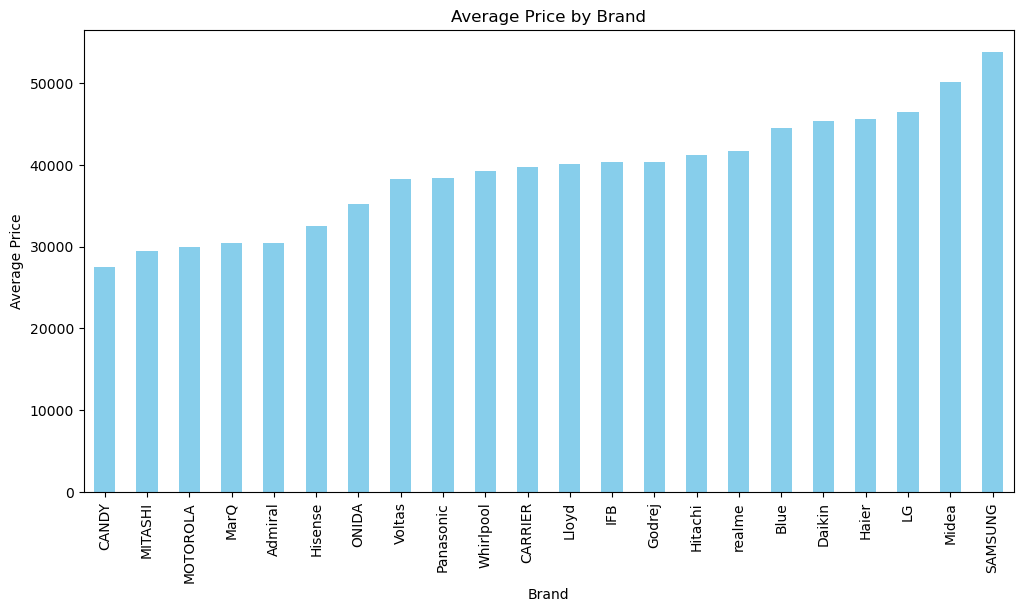 Average Price by Brand
Average Price
50000
40000
30000
20000
10000
0
CANDY
MITASHI
MOTOROLA
MarQ
Admiral
Hisense
ONIDA
Voltas
Panasonic
Whirlpool
CARRIER
Lloyd
IFB
Godrej
Hitachi
realme
Blue
Daikin
Haier
LG
Midea
SAMSUNG
Brand